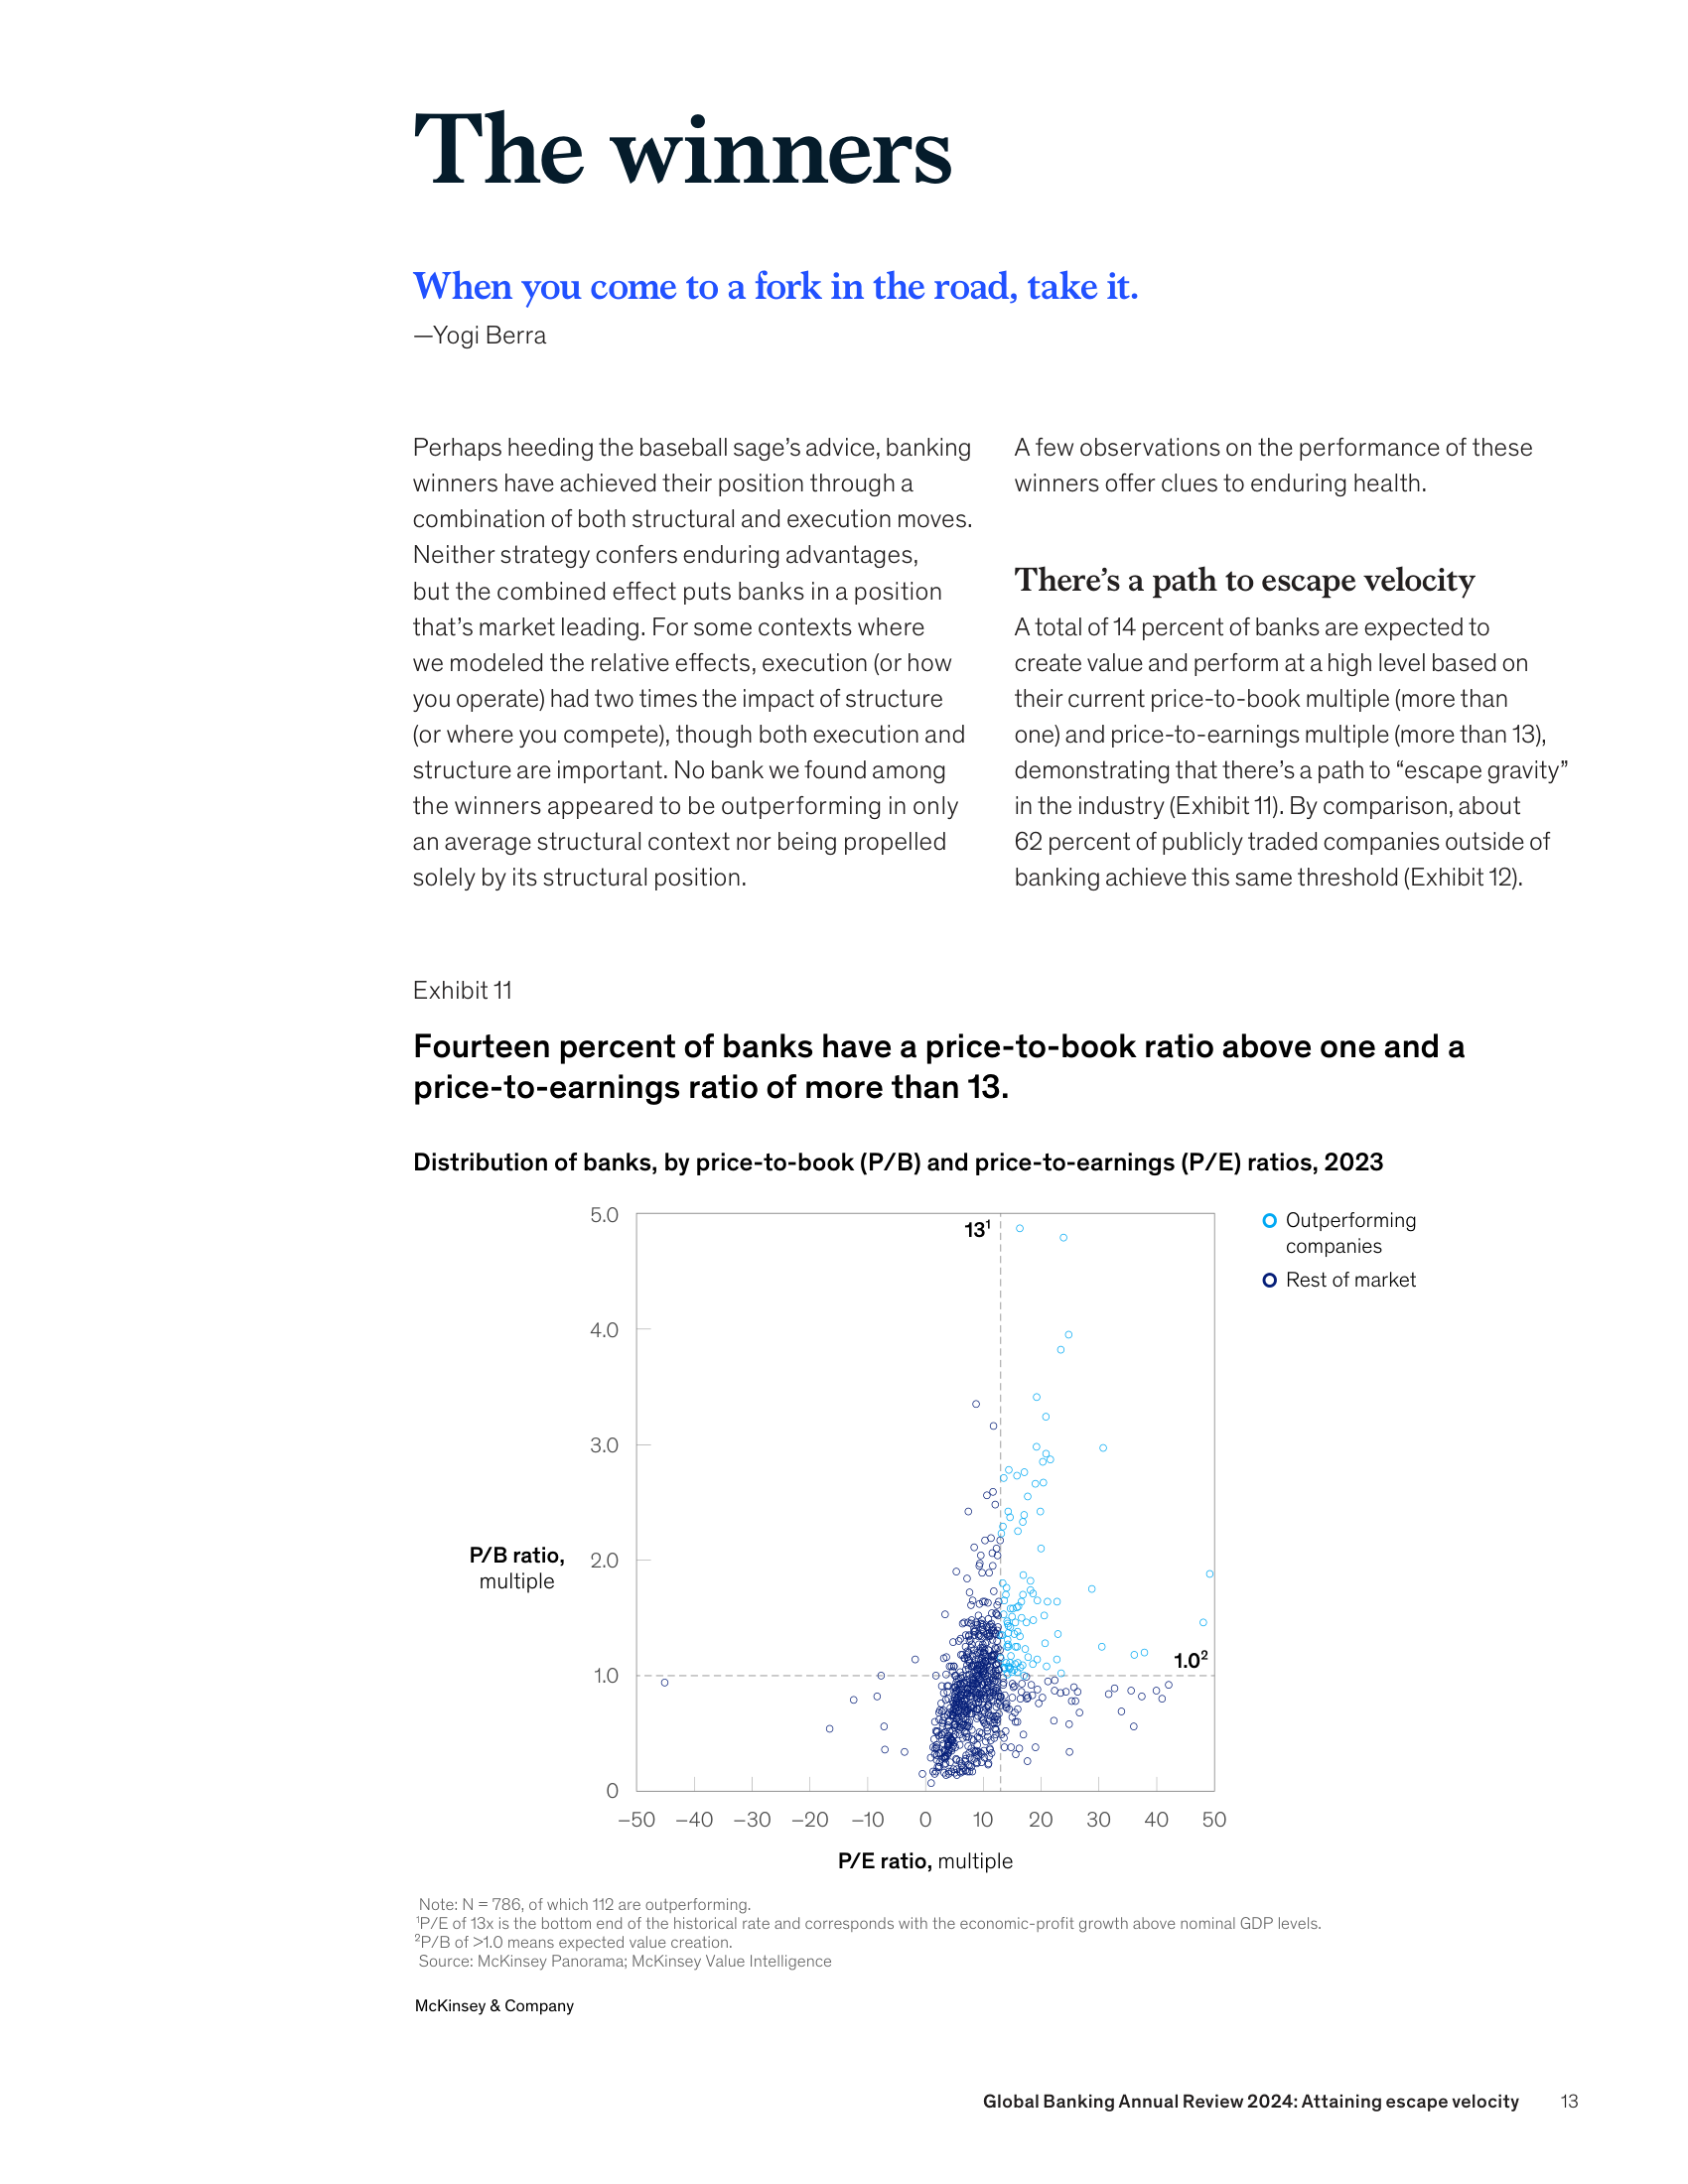 The winners
When you come to a fork in the road, take it.
—Yogi Berra
Perhaps heeding the baseball sage’s advice, banking
winners have achieved their position through a
combination of both structural and execution moves.
Neither strategy confers enduring advantages,
but the combined effect puts banks in a position
that’s market leading. For some contexts where
we modeled the relative effects, execution (or how
you operate) had two times the impact of structure
(or where you compete), though both execution and
structure are important. No bank we found among
the winners appeared to be outperforming in only
an average structural context nor being propelled
solely by its structural position.
A few observations on the performance of these
winners offer clues to enduring health.
There’s a path to escape velocity
A total of 14 percent of banks are expected to
create value and perform at a high level based on
their current price-to-book multiple (more than
one) and price-to-earnings multiple (more than 13),
demonstrating that there’s a path to “escape gravity”
in the industry (Exhibit 11). By comparison, about
62 percent of publicly traded companies outside of
banking achieve this same threshold (Exhibit 12).
Exhibit 11
Fourteen percent of banks have a price-to-book ratio above one and a
price-to-earnings ratio of more than 13.
Distribution of banks, by price-to-book (P/B) and price-to-earnings (P/E) ratios, 2023
5.0
13¹
Outperforming
companies
Rest of market
4.0
3.0
P/B ratio,
multiple
2.0
1.0
1.0²
0
–50 –40 –30 –20 –10 0 10 20 30 40 50
P/E ratio, multiple
Note: N = 786, of which 112 are outperforming.
¹P/E of 13x is the bottom end of the historical rate and corresponds with the economic-profit growth above nominal GDP levels.
²P/B of >1.0 means expected value creation.
Source: McKinsey Panorama; McKinsey Value Intelligence
McKinsey & Company
Global Banking Annual Review 2024: Attaining escape velocity 13